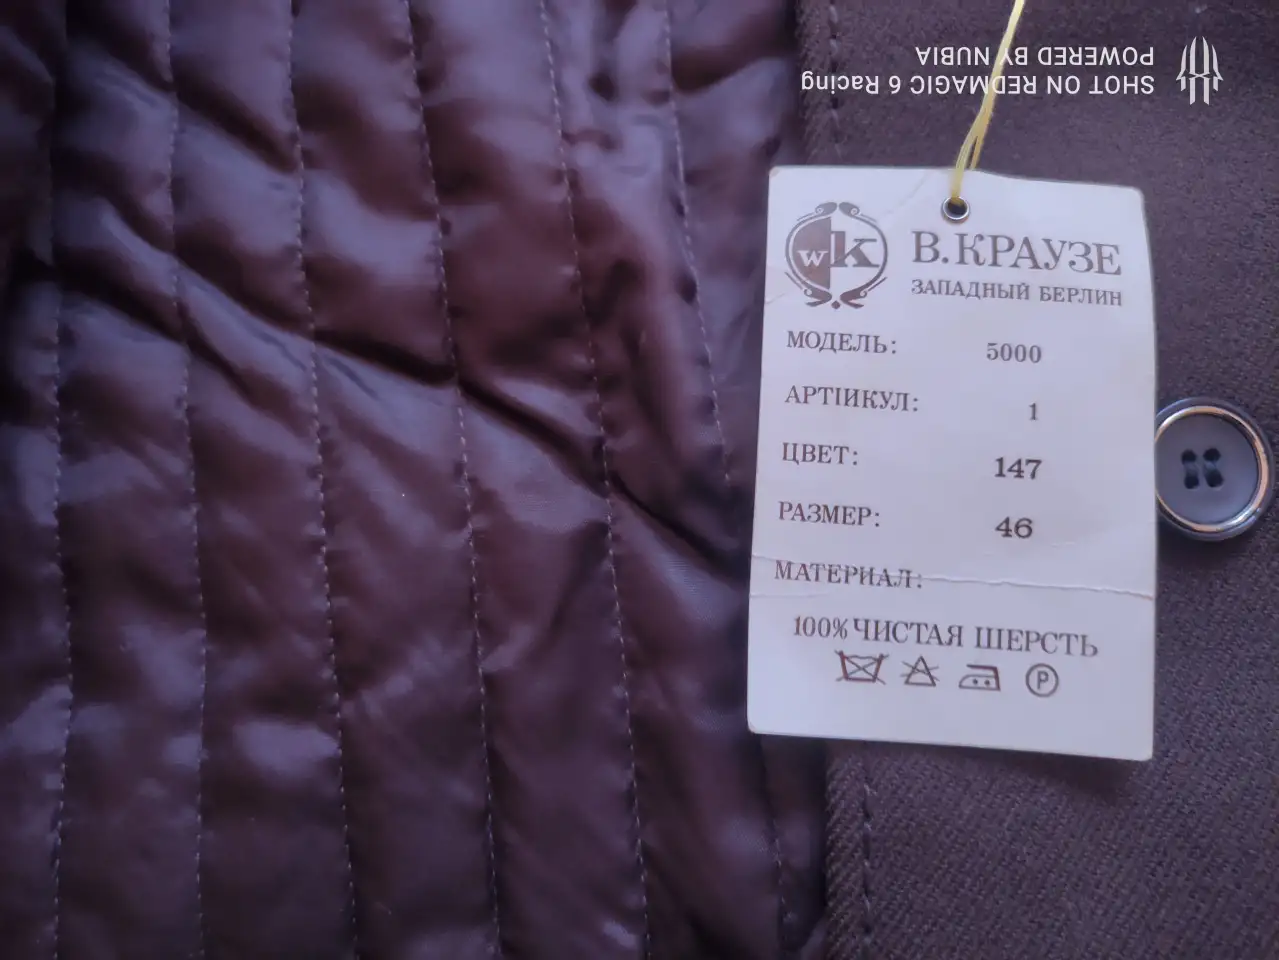 SHOT ON REDMAGIC 6 Racing
POWERED BY NUBIA
wk
В.КРАУЗЕ
ЗАПАДНЫЙ БЕРЛИН
МОДЕЛЬ: 5000
АРТIИКУЛ: 1
ЦВЕТ: 147
РАЗМЕР: 46
МАТЕРИАЛ:
100% ЧИСТАЯ ШЕРСТЬ
P